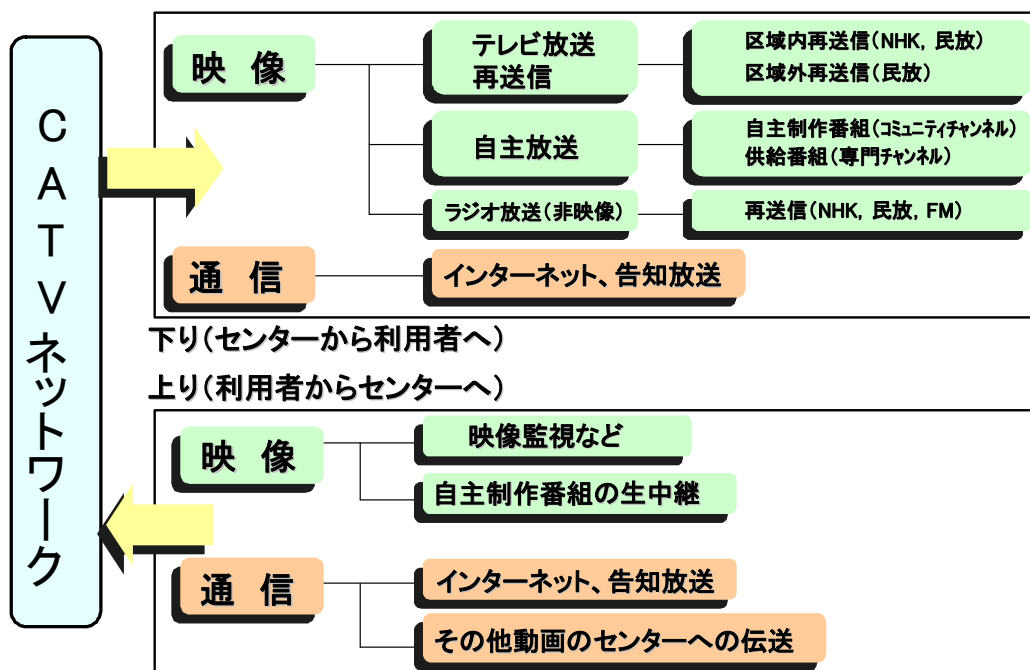 CATVネットワーク
映 像
テレビ放送
再送信
区域内再送信(NHK, 民放)
区域外再送信(民放)
自主放送
自主制作番組(コミュニティチャンネル)
供給番組(専門チャンネル)
ラジオ放送(非映像)
再送信(NHK, 民放, FM)
通 信
インターネット、告知放送
下り(センターから利用者へ)
上り(利用者からセンターへ)
映 像
映像監視など
自主制作番組の生中継
通 信
インターネット、告知放送
その他動画のセンターへの伝送